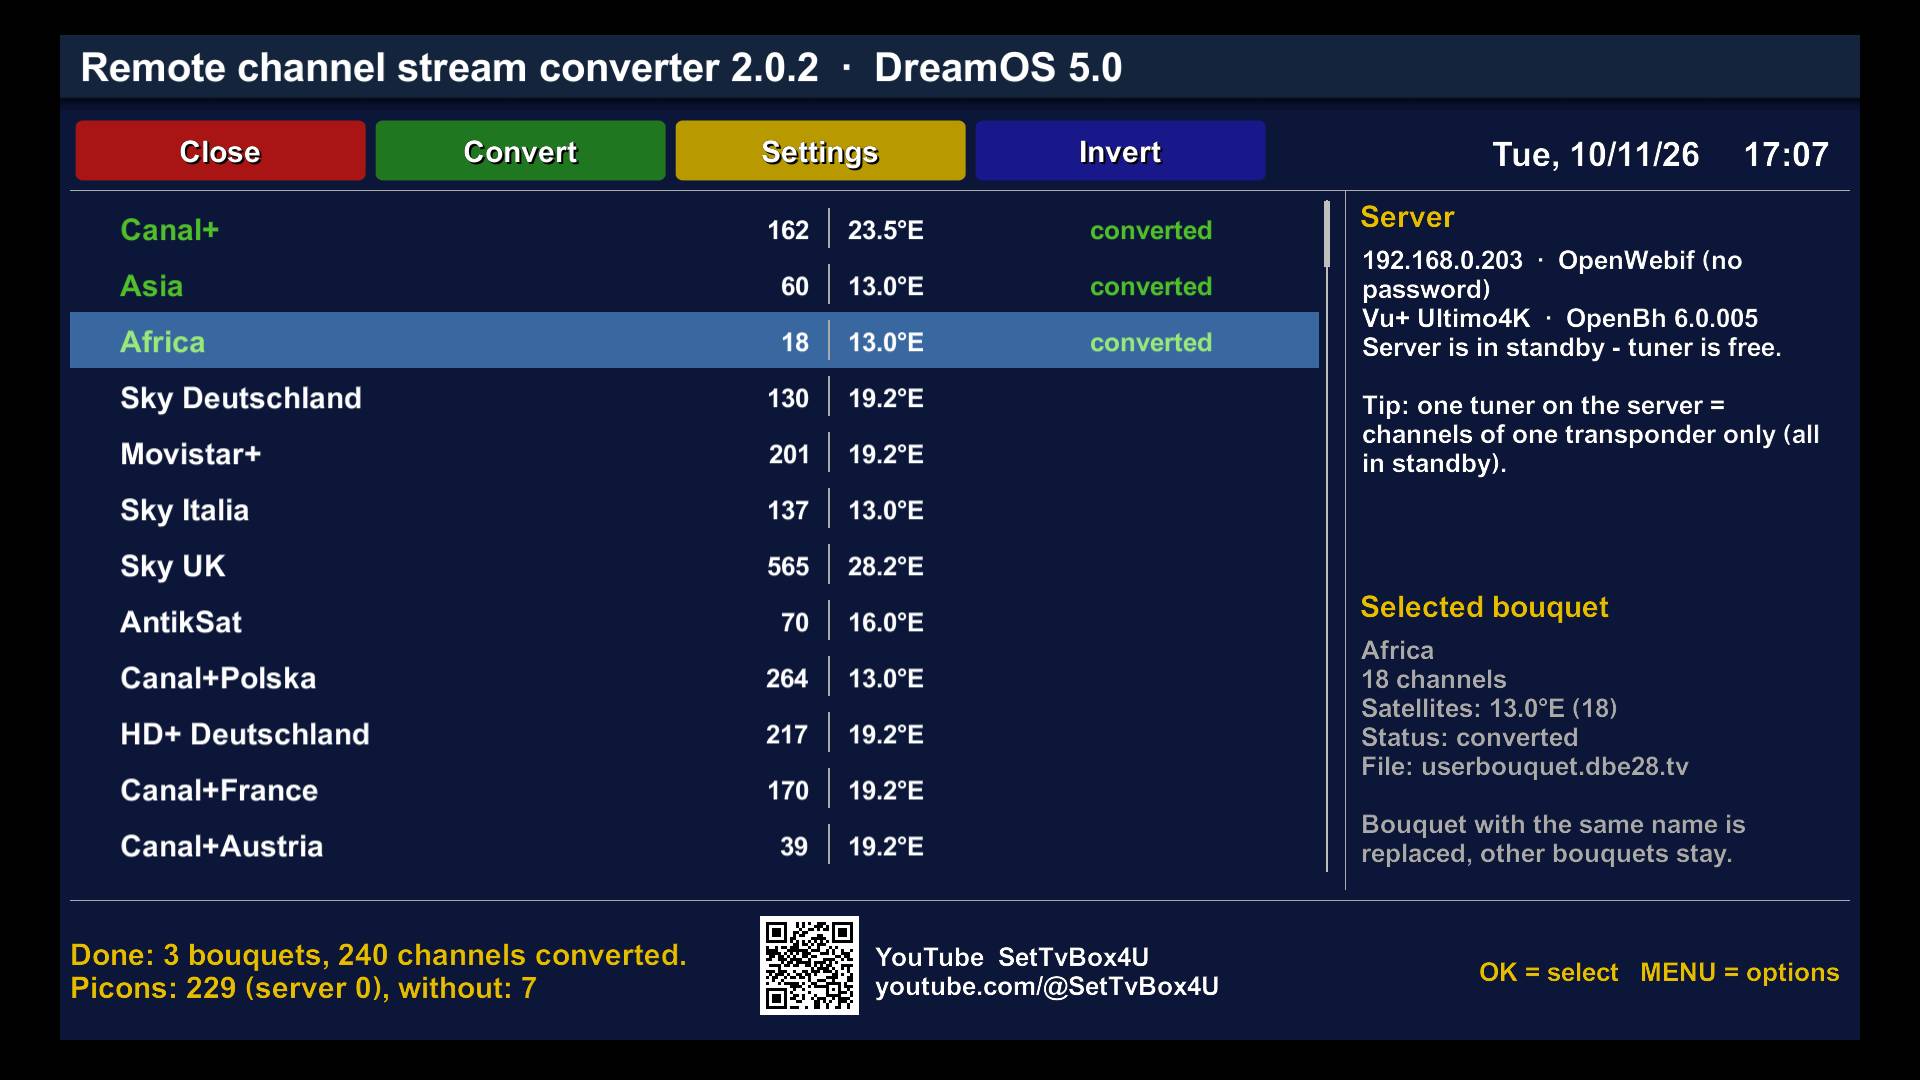 Remote channel stream converter 2.0.2 · DreamOS 5.0
Close Convert Settings Invert Tue, 10/11/26 17:07
Canal+ 162 23.5°E converted
Asia 60 13.0°E converted
Africa 18 13.0°E converted
Sky Deutschland 130 19.2°E
Movistar+ 201 19.2°E
Sky Italia 137 13.0°E
Sky UK 565 28.2°E
AntikSat 70 16.0°E
Canal+Polska 264 13.0°E
HD+ Deutschland 217 19.2°E
Canal+France 170 19.2°E
Canal+Austria 39 19.2°E
Server
192.168.0.203 · OpenWebif (no
password)
Vu+ Ultimo4K · OpenBh 6.0.005
Server is in standby - tuner is free.
Tip: one tuner on the server =
channels of one transponder only (all
in standby).
Selected bouquet
Africa
18 channels
Satellites: 13.0°E (18)
Status: converted
File: userbouquet.dbe28.tv
Bouquet with the same name is
replaced, other bouquets stay.
Done: 3 bouquets, 240 channels converted.
Picons: 229 (server 0), without: 7
YouTube SetTvBox4U
youtube.com/@SetTvBox4U
OK = select MENU = options